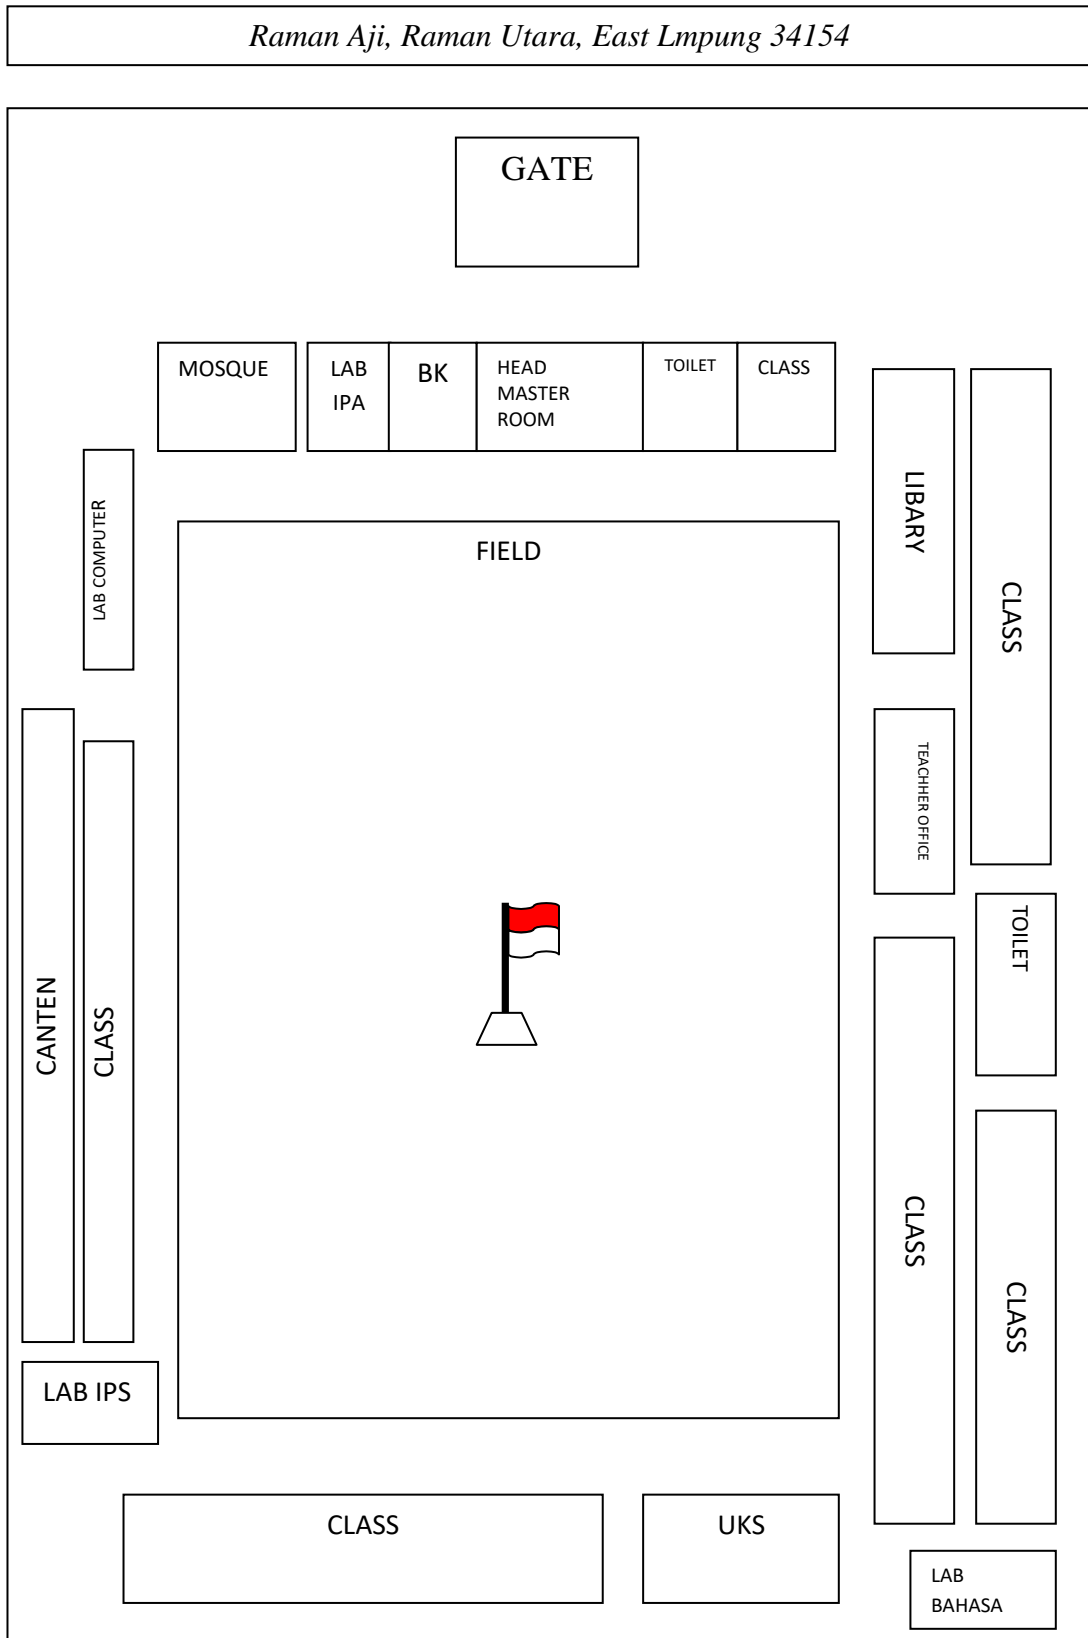 Raman Aji, Raman Utara, East Lmpung 34154
GATE
MOSQUE
LAB
IPA
BK
HEAD
MASTER
ROOM
TOILET
CLASS
LIBARY
CLASS
LAB COMPUTER
FIELD
TEACHHER OFFICE
TOILET
CANTEN
CLASS
CLASS
CLASS
LAB IPS
CLASS
UKS
LAB
BAHASA